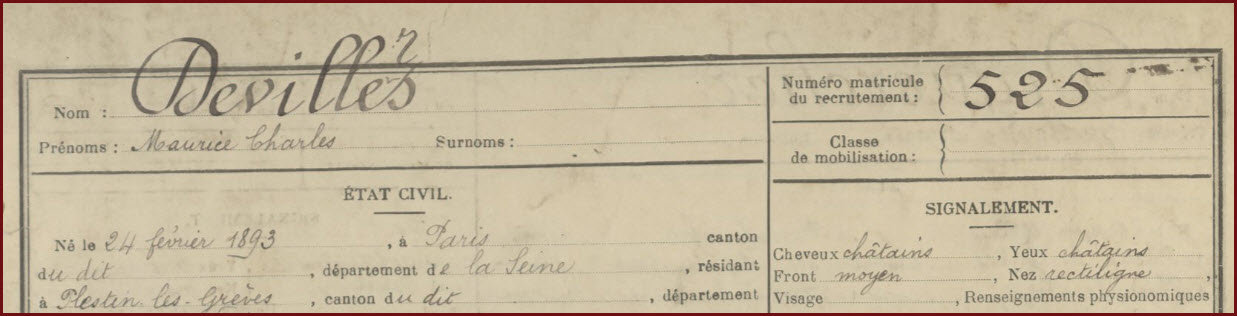 Nom : Devillers
Prénoms : Maurice Charles Surnoms :
Numéro matricule
du recrutement : 525
Classe
de mobilisation :
ÉTAT CIVIL.
Né le 24 février 1893, à Paris canton
du dit, département de la Seine, résidant
à Plestin-les-Grèves, canton du dit, département
SIGNALEMENT.
Cheveux châtains, Yeux châtains
Front moyen, Nez rectiligne,
Visage , Renseignements physionomiques